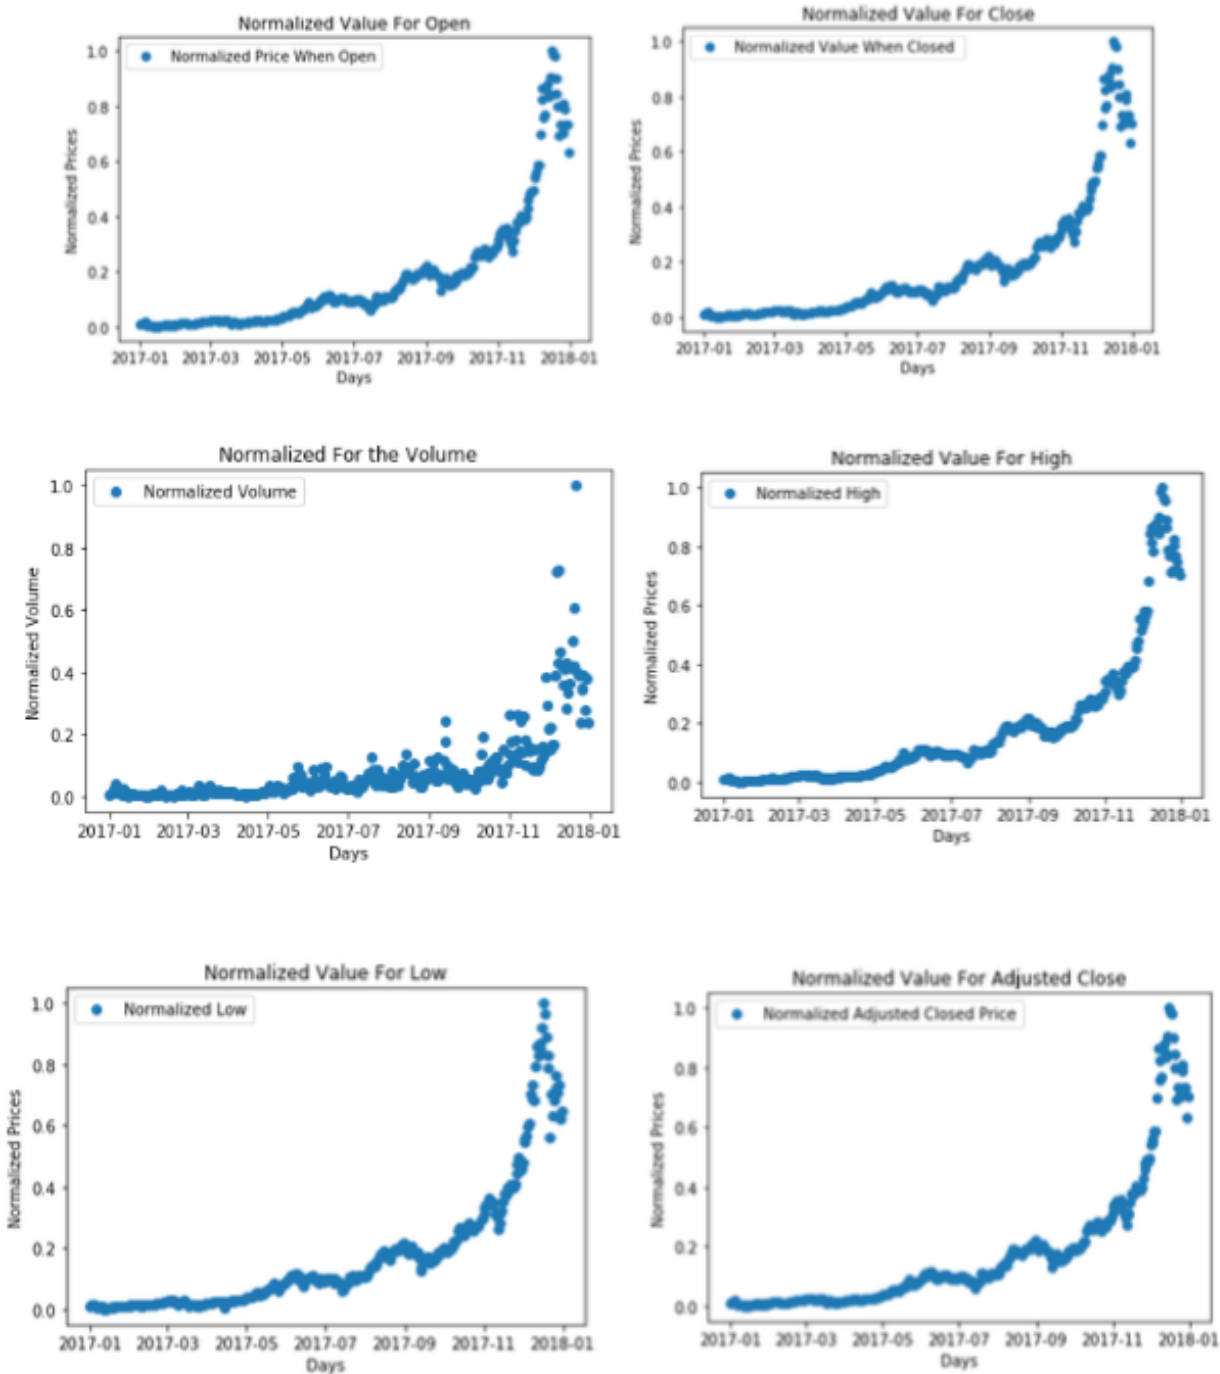 Normalized Value For Open
Normalized Price When Open
Normalized Prices
1.0
0.8
0.6
0.4
0.2
0.0
2017-01 2017-03 2017-05 2017-07 2017-09 2017-11 2018-01
Days
Normalized Value For Close
Normalized Value When Closed
Normalized Prices
1.0
0.8
0.6
0.4
0.2
0.0
2017-01 2017-03 2017-05 2017-07 2017-09 2017-11 2018-01
Days
Normalized For the Volume
Normalized Volume
Normalized Volume
1.0
0.8
0.6
0.4
0.2
0.0
2017-01 2017-03 2017-05 2017-07 2017-09 2017-11 2018-01
Days
Normalized Value For High
Normalized High
Normalized Prices
1.0
0.8
0.6
0.4
0.2
0.0
2017-01 2017-03 2017-05 2017-07 2017-09 2017-11 2018-01
Days
Normalized Value For Low
Normalized Low
Normalized Prices
1.0
0.8
0.6
0.4
0.2
0.0
2017-01 2017-03 2017-05 2017-07 2017-09 2017-11 2018-01
Days
Normalized Value For Adjusted Close
Normalized Adjusted Closed Price
Normalized Prices
1.0
0.8
0.6
0.4
0.2
0.0
2017-01 2017-03 2017-05 2017-07 2017-09 2017-11 2018-01
Days